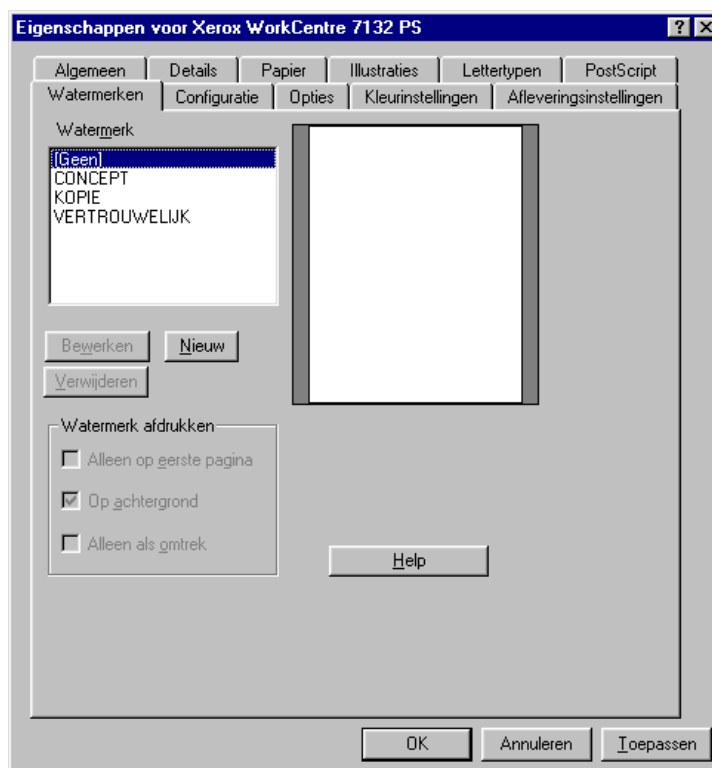 Eigenschappen voor Xerox WorkCentre 7132 PS
Algemeen Details Papier Illustraties Lettertypen PostScript
Watermerken Configuratie Opties Kleurinstellingen Afleveringsinstellingen
Watermerk
(Geen)
CONCEPT
KOPIE
VERTROUWELIJK
Bewerken Nieuw
Verwijderen
Watermerk afdrukken
Alleen op eerste pagina
Op achtergrond
Alleen als omtrek
Help
OK Annuleren Toepassen